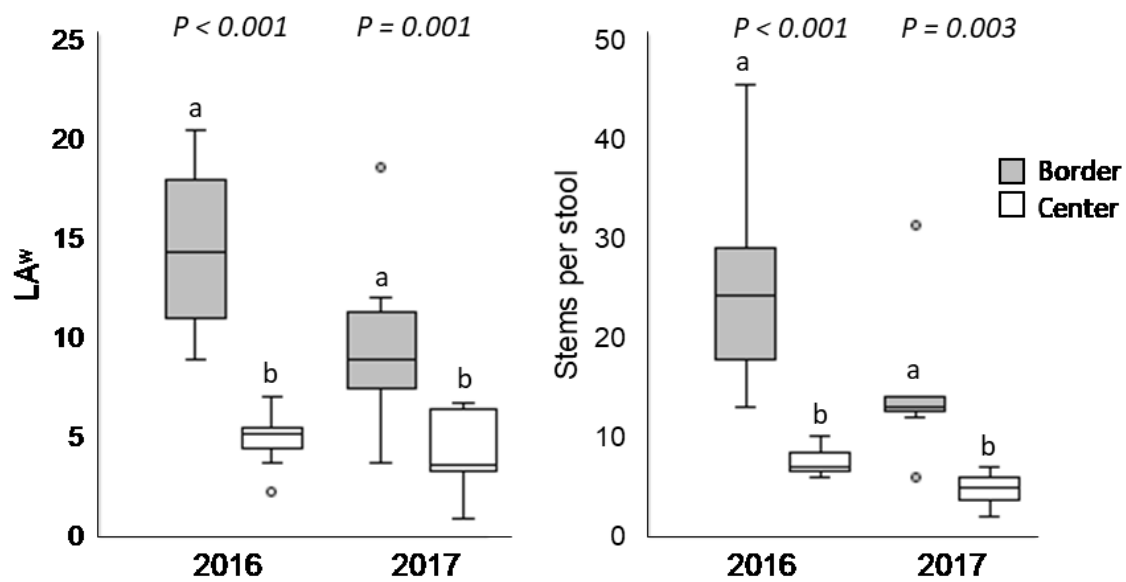 P < 0.001 P = 0.001
25
20
15
10
5
0
LAw
a
b
a
b
2016 2017
P < 0.001 P = 0.003
50
40
30
20
10
0
Stems per stool
a
b
a
b
2016 2017
Border
Center